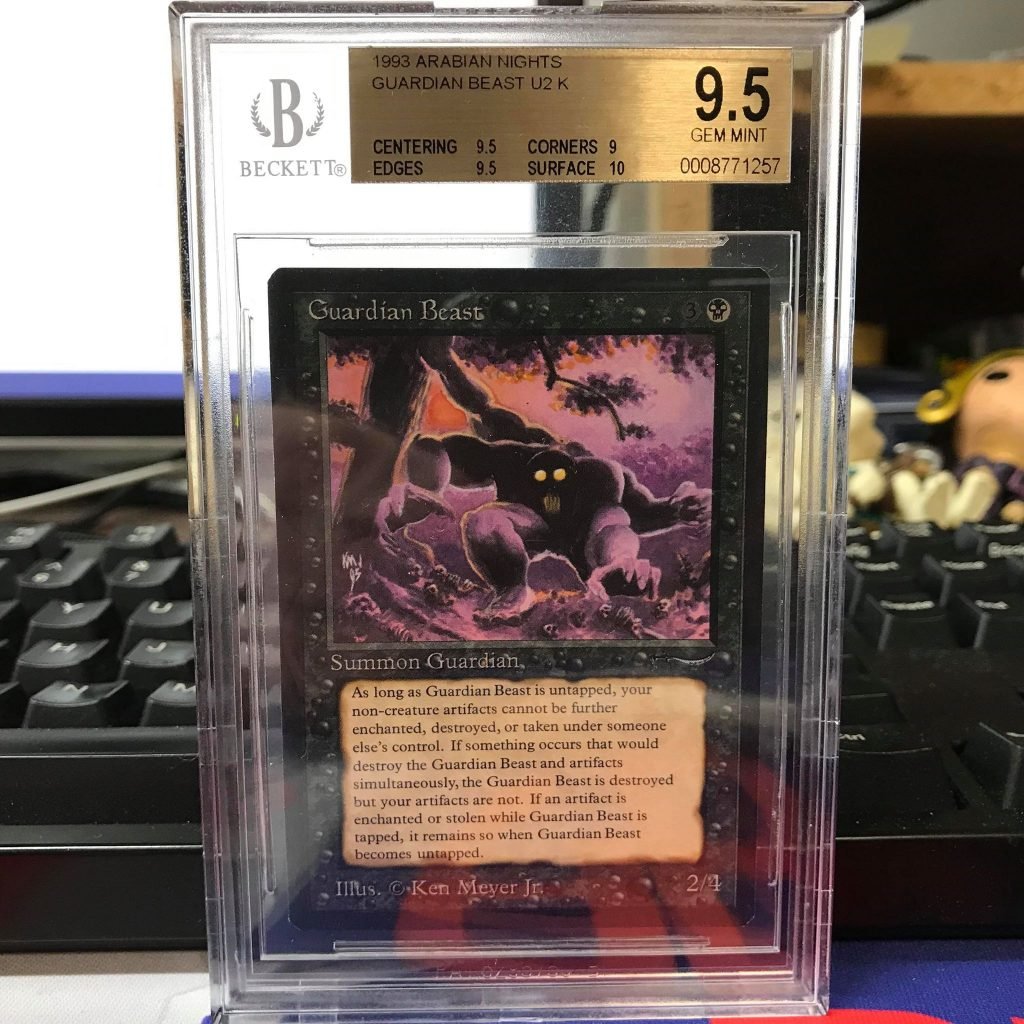 1993 ARABIAN NIGHTS
GUARDIAN BEAST U2 K
9.5
GEM MINT
CENTERING 9.5 CORNERS 9
EDGES 9.5 SURFACE 10
0008771257
B
BECKETT®
Guardian Beast
3
Summon Guardian
As long as Guardian Beast is untapped, your
non-creature artifacts cannot be further
enchanted, destroyed, or taken under someone
else's control. If something occurs that would
destroy the Guardian Beast and artifacts
simultaneously, the Guardian Beast is destroyed
but your artifacts are not. If an artifact is
enchanted or stolen while Guardian Beast is
tapped, it remains so when Guardian Beast
becomes untapped.
Illus. © Ken Meyer Jr.
2/4
Y
U
H
J
N